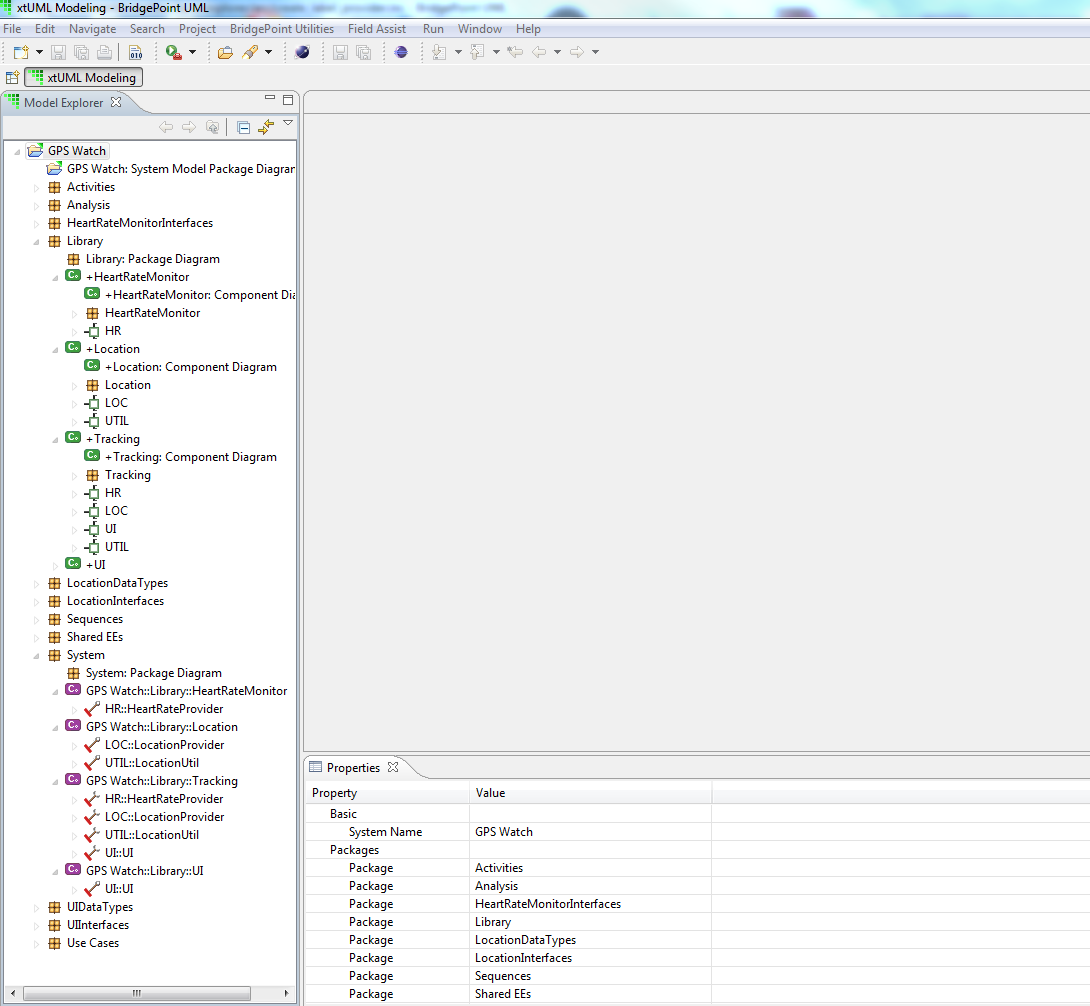 xtUML Modeling - BridgePoint UML
File Edit Navigate Search Project BridgePoint Utilities Field Assist Run Window Help
xtUML Modeling
Model Explorer
GPS Watch
GPS Watch: System Model Package Diagram
Activities
Analysis
HeartRateMonitorInterfaces
Library
Library: Package Diagram
+HeartRateMonitor
+HeartRateMonitor: Component Dia
HeartRateMonitor
HR
+Location
+Location: Component Diagram
Location
LOC
UTIL
+Tracking
+Tracking: Component Diagram
Tracking
HR
LOC
UI
UTIL
+UI
LocationDataTypes
LocationInterfaces
Sequences
Shared EEs
System
System: Package Diagram
GPS Watch::Library::HeartRateMonitor
HR::HeartRateProvider
GPS Watch::Library::Location
LOC::LocationProvider
UTIL::LocationUtil
GPS Watch::Library::Tracking
HR::HeartRateProvider
LOC::LocationProvider
UTIL::LocationUtil
UI::UI
GPS Watch::Library::UI
UI::UI
UIDataTypes
UIInterfaces
Use Cases
Properties
Property Value
Basic
System Name GPS Watch
Packages
Package Activities
Package Analysis
Package HeartRateMonitorInterfaces
Package Library
Package LocationDataTypes
Package LocationInterfaces
Package Sequences
Package Shared EEs